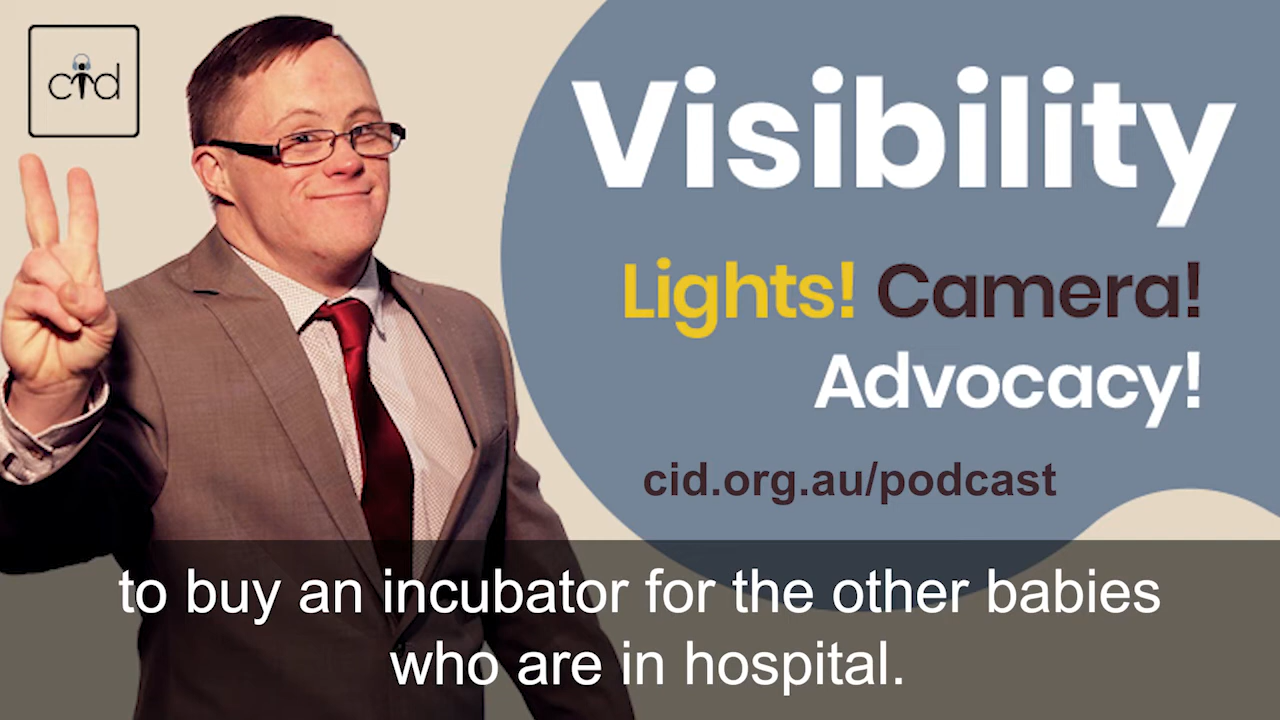 cid
Visibility
Lights! Camera!
Advocacy!
cid.org.au/podcast
to buy an incubator for the other babies
who are in hospital.